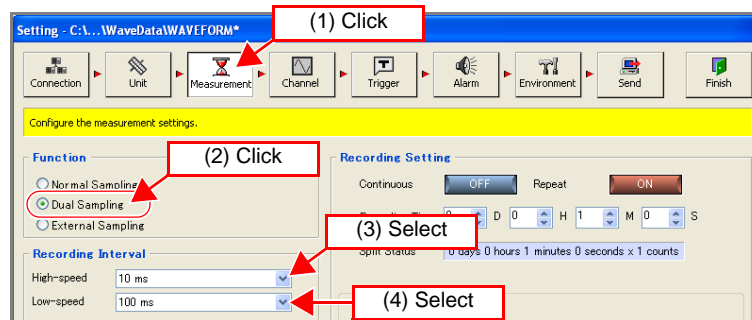 (1) Click
Setting - C:\...\WaveData\WAVEFORM*
Connection
Unit
Measurement
Channel
Trigger
Alarm
Environment
Send
Finish
Configure the measurement settings.
Function
(2) Click
Normal Sampling
Dual Sampling
External Sampling
Recording Setting
Continuous OFF Repeat ON
D 0 H 1 M 0 S
(3) Select
Split Status 0 days 0 hours 1 minutes 0 seconds x 1 counts
Recording Interval
High-speed 10 ms
Low-speed 100 ms
(4) Select